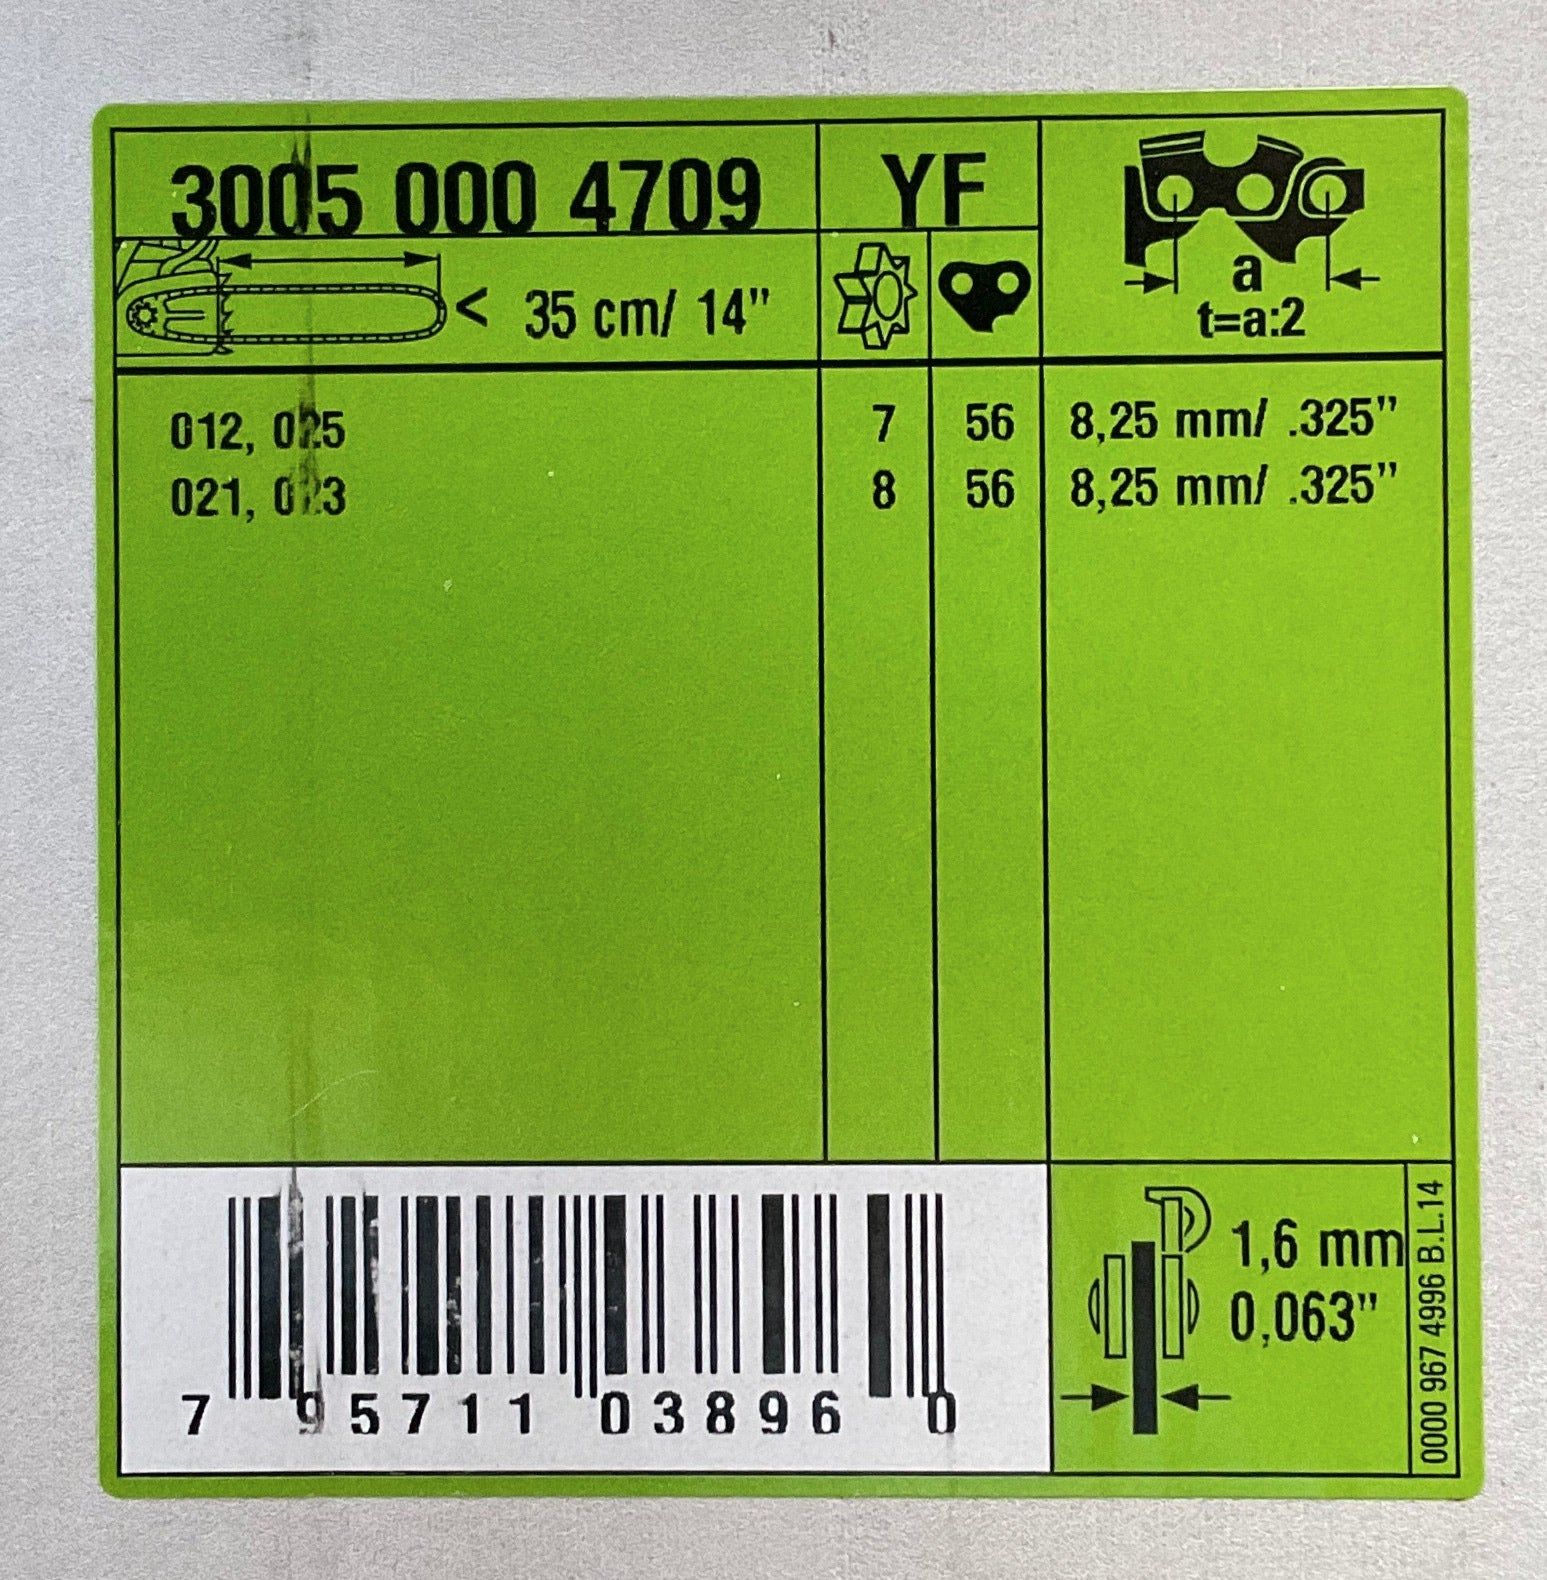 3005 000 4709
YF
a
t=a:2
< 35 cm/ 14"
012, 025 7 56 8,25 mm/ .325"
021, 023 8 56 8,25 mm/ .325"
7 95711 03896 0
1,6 mm
0,063"
0000 967 4996 B.L.14